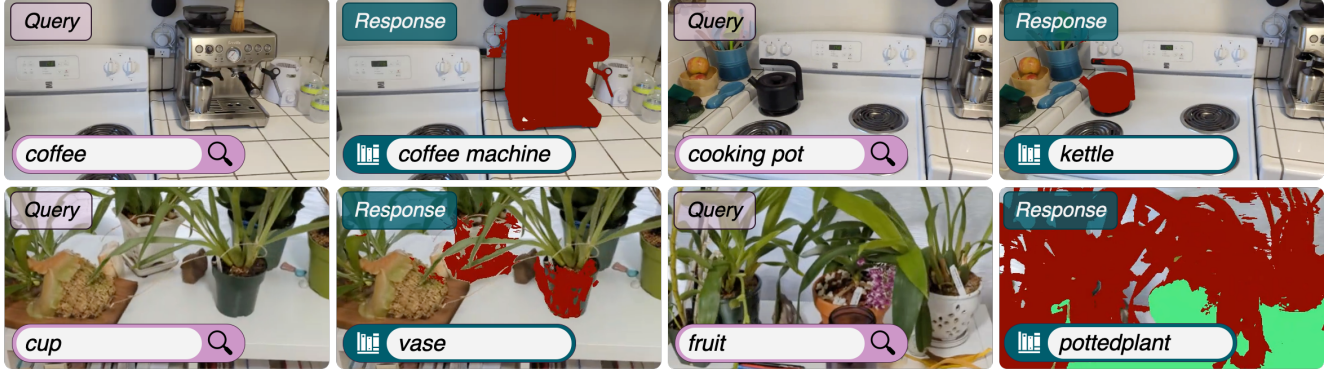 Query
Response
Query
Response
coffee
coffee machine
cooking pot
kettle
Query
Response
Query
Response
cup
vase
fruit
pottedplant